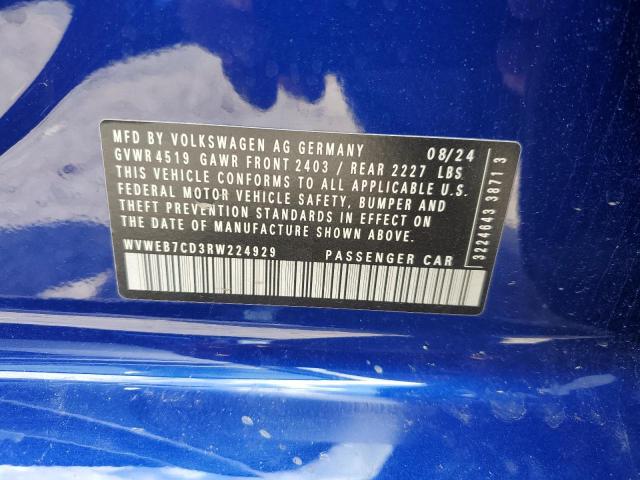 MFD BY VOLKSWAGEN AG GERMANY 08/24
GVWR 4519 GAWR FRONT 2403 / REAR 2227 LBS
THIS VEHICLE CONFORMS TO ALL APPLICABLE U.S.
FEDERAL MOTOR VEHICLE SAFETY, BUMPER AND
THEFT PREVENTION STANDARDS IN EFFECT ON
THE DATE OF MANUFACTURE SHOWN ABOVE.
WVWEB7CD3RW224929 PASSENGER CAR
3224643 3871 3